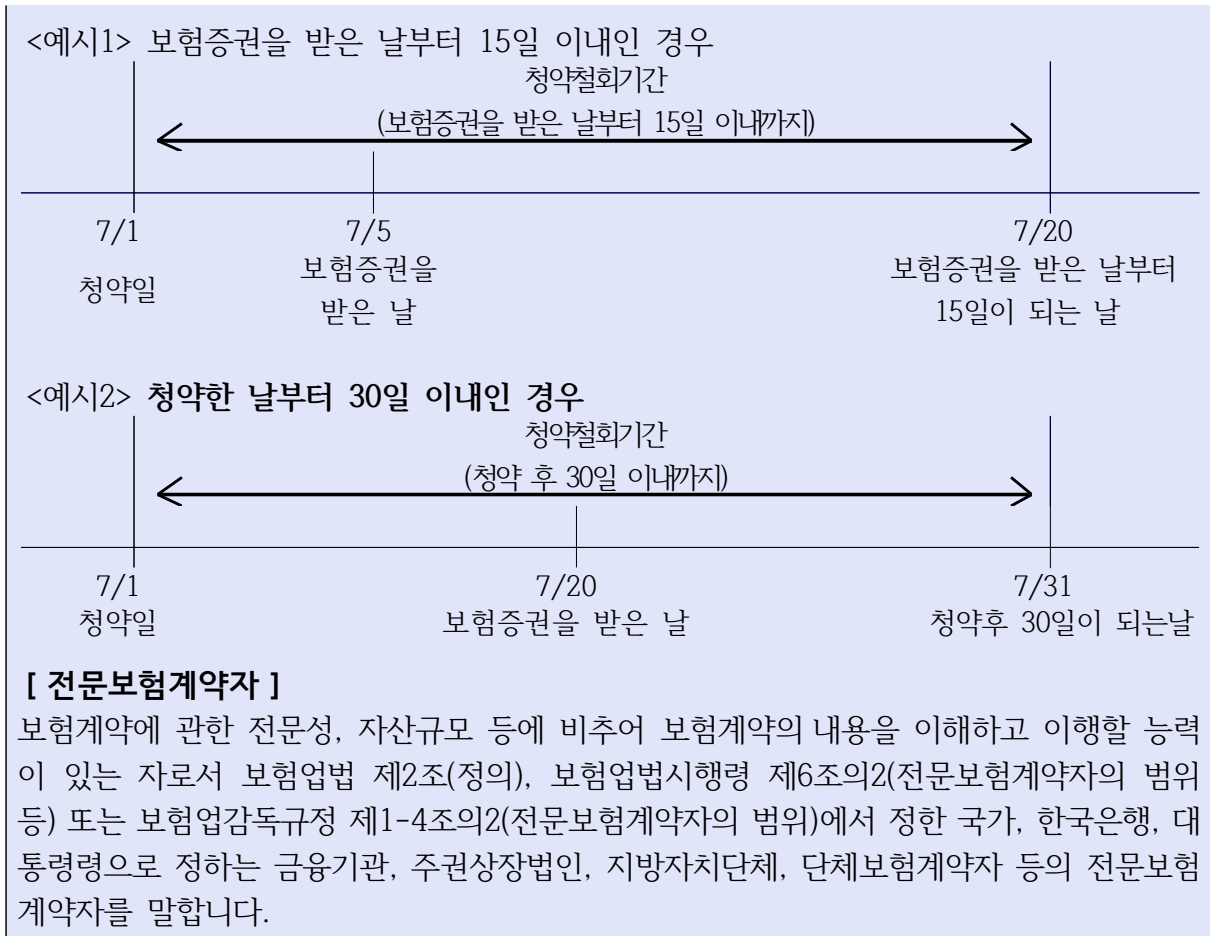 <예시1> 보험증권을 받은 날부터 15일 이내인 경우
청약철회기간
(보험증권을 받은 날부터 15일 이내까지)
7/1
7/5
7/20
청약일
보험증권을
받은 날
보험증권을 받은 날부터
15일이 되는 날
<예시2> 청약한 날부터 30일 이내인 경우
청약철회기간
(청약 후 30일 이내까지)
7/1
7/20
7/31
청약일
보험증권을 받은 날
청약후 30일이 되는날
[ 전문보험계약자 ]
보험계약에 관한 전문성, 자산규모 등에 비추어 보험계약의 내용을 이해하고 이행할 능력
이 있는 자로서 보험업법 제2조(정의), 보험업법시행령 제6조의2(전문보험계약자의 범위
등) 또는 보험업감독규정 제1-4조의2(전문보험계약자의 범위)에서 정한 국가, 한국은행, 대
통령령으로 정하는 금융기관, 주권상장법인, 지방자치단체, 단체보험계약자 등의 전문보험
계약자를 말합니다.